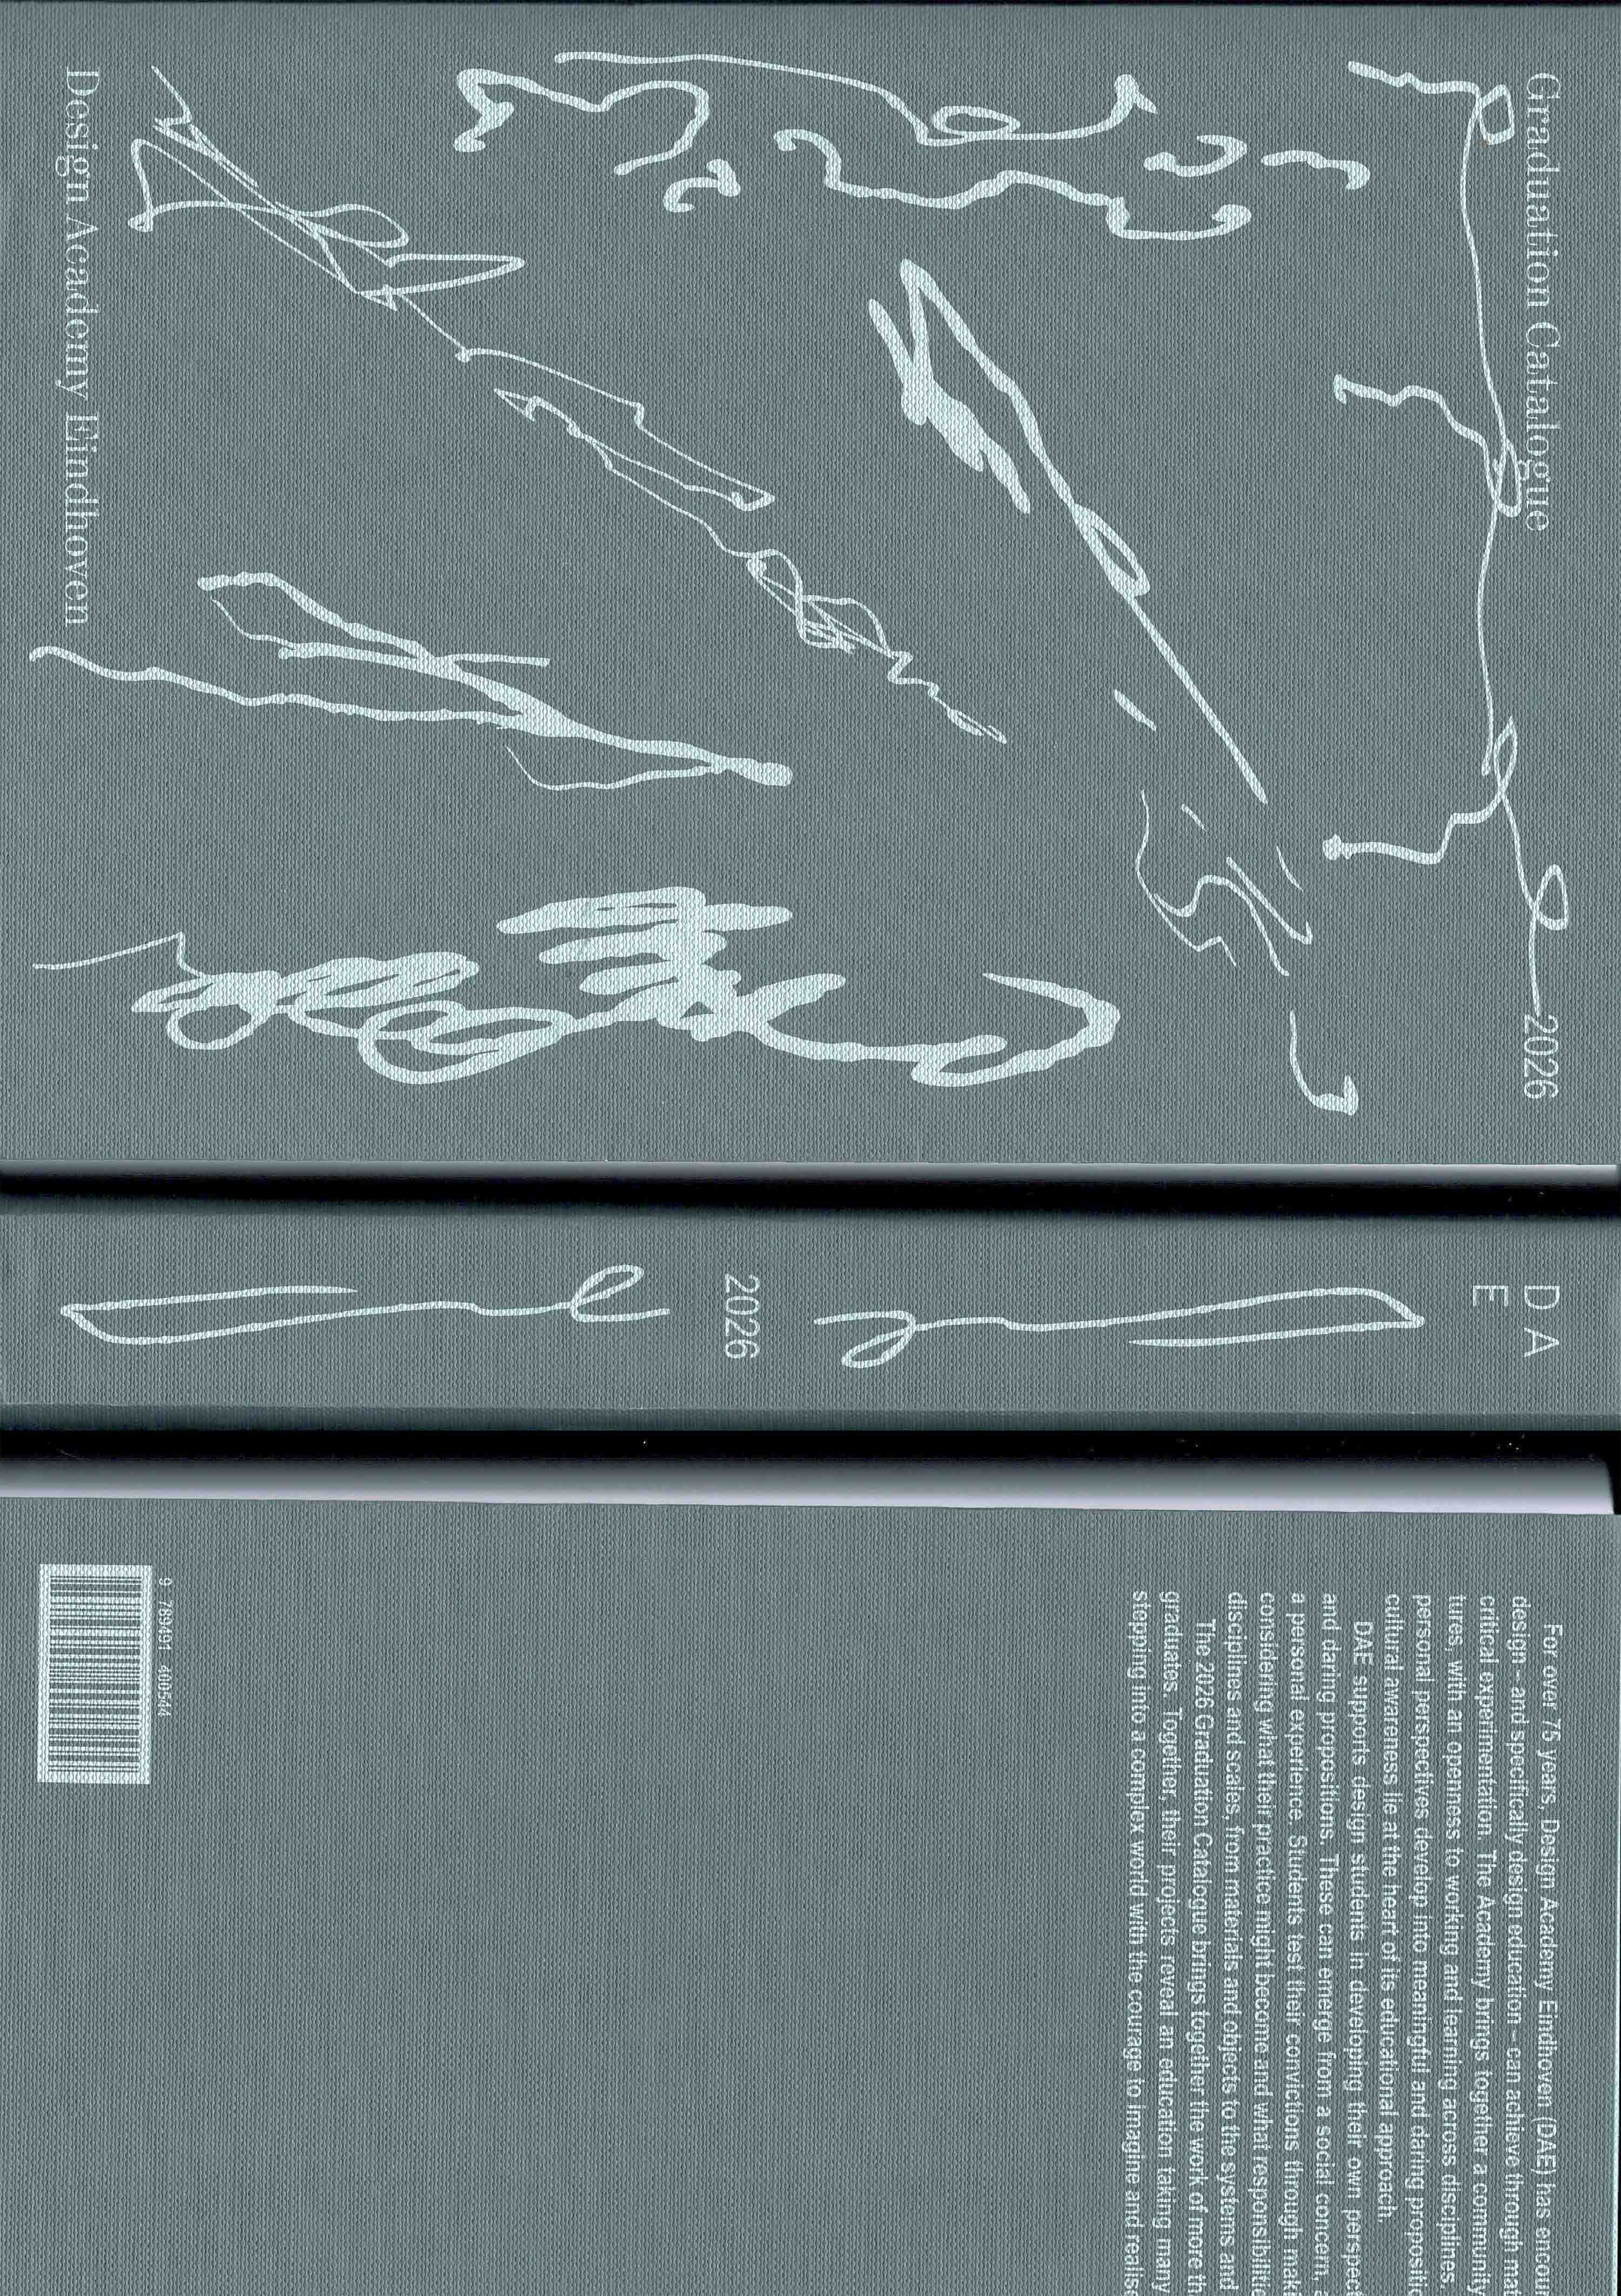 Graduation Catalogue
2026
Design Academy Eindhoven
D A
E
2026
For over 75 years, Design Academy Eindhoven (DAE) has encour
design – and specifically design education – can achieve through mat
critical experimentation. The Academy brings together a community
tures, with an openness to working and learning across disciplines.
personal perspectives develop into meaningful and daring propositio
cultural awareness lie at the heart of its educational approach.
DAE supports design students in developing their own perspect
and daring propositions. These can emerge from a social concern,
a personal experience. Students test their convictions through maki
considering what their practice might become and what responsibilitie
disciplines and scales, from materials and objects to the systems and
The 2026 Graduation Catalogue brings together the work of more th
graduates. Together, their projects reveal an education taking many
stepping into a complex world with the courage to imagine and realise
9 789491 400544